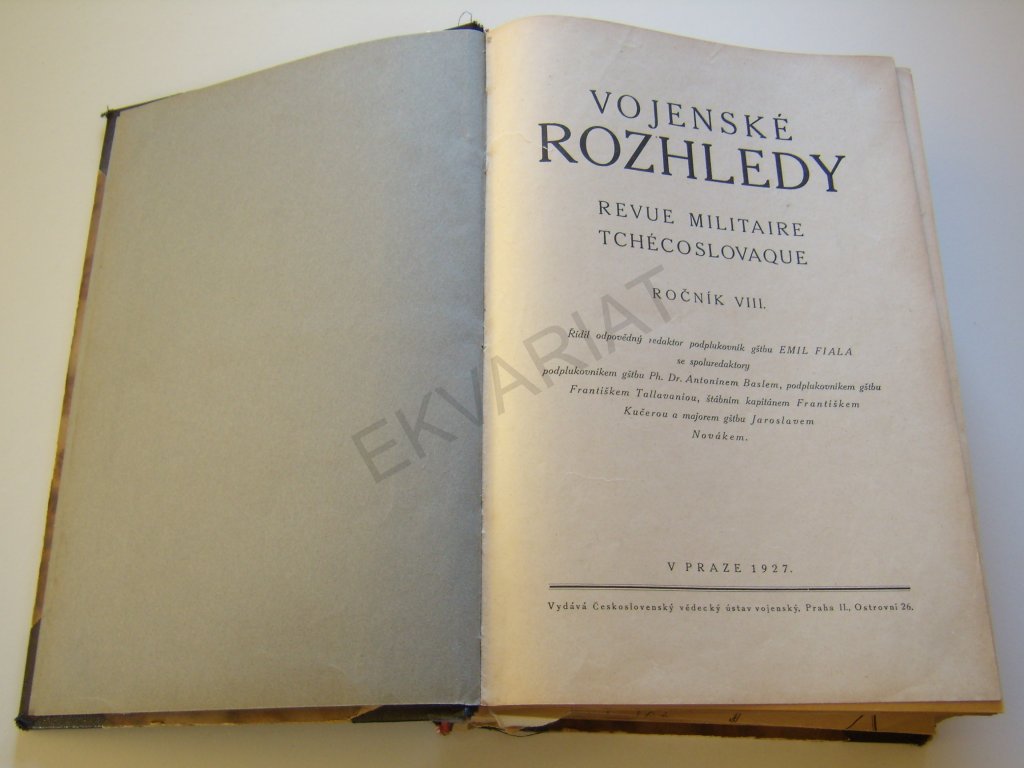 VOJENSKÉ
ROZHLEDY
REVUE MILITAIRE
TCHÉCOSLOVAQUE
ROČNÍK VIII.
Řídil odpovědný redaktor podplukovník gštbu EMIL FIALA
se spoluredaktory
podplukovníkem gštbu Ph. Dr. Antonínem Baslem, podplukovníkem gštbu
Františkem Tallavaniou, štábním kapitánem Františkem
Kučerou a majorem gštbu Jaroslavem
Novákem.
V PRAZE 1927.
Vydává Československý vědecký ústav vojenský, Praha II., Ostrovní 26.
EKVARIAT